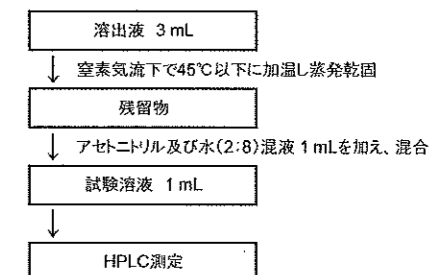 溶出液 3 mL
窒素気流下で45℃以下に加温し蒸発乾固
残留物
アセトニトリル及び水(2:8)混液 1 mLを加え、混合
試験溶液 1 mL
HPLC測定